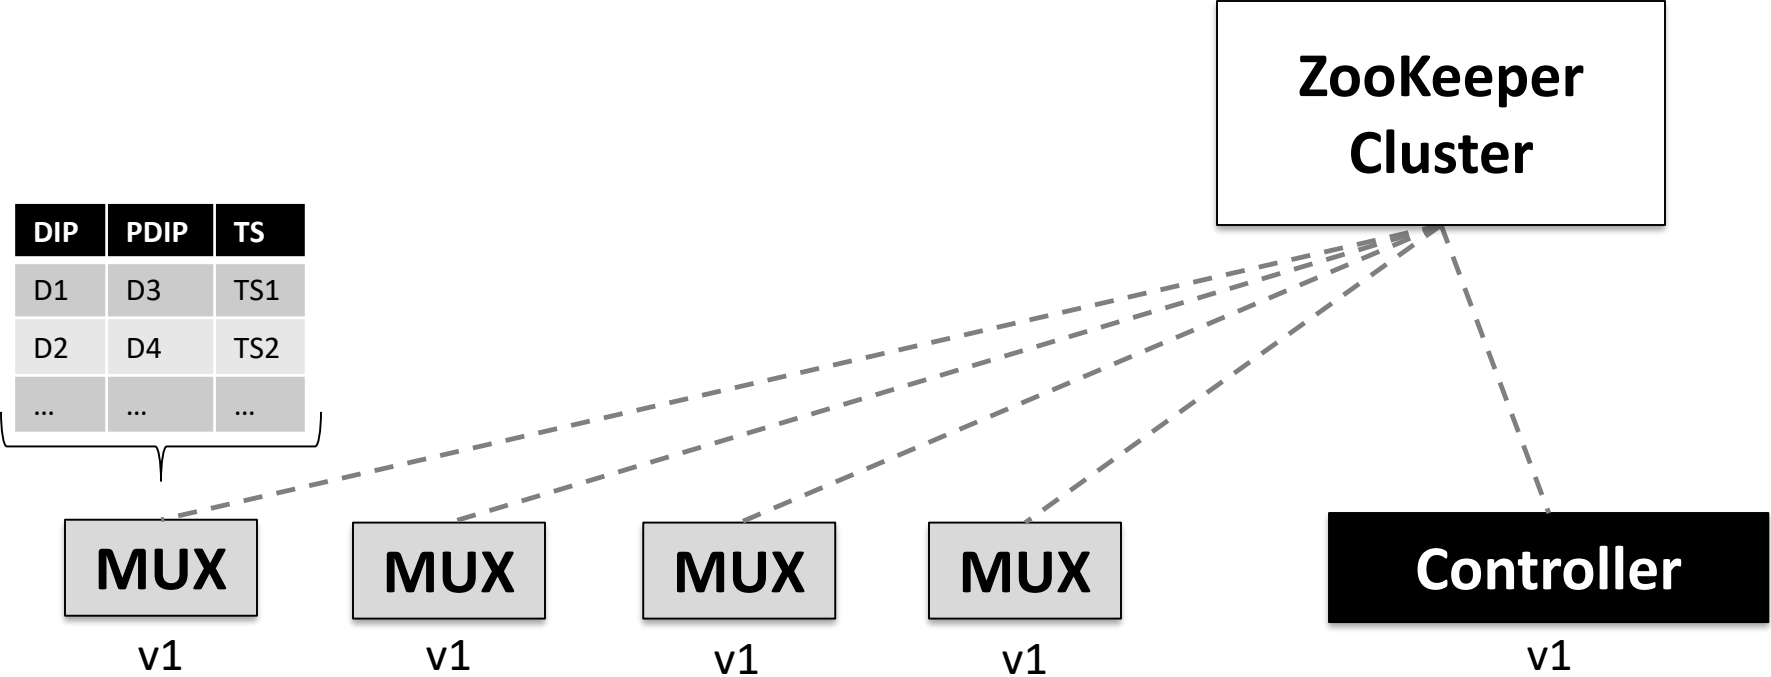 ZooKeeper
Cluster
DIP PDIP TS
D1 D3 TS1
D2 D4 TS2
... ... ...
MUX MUX MUX MUX Controller
v1 v1 v1 v1 v1